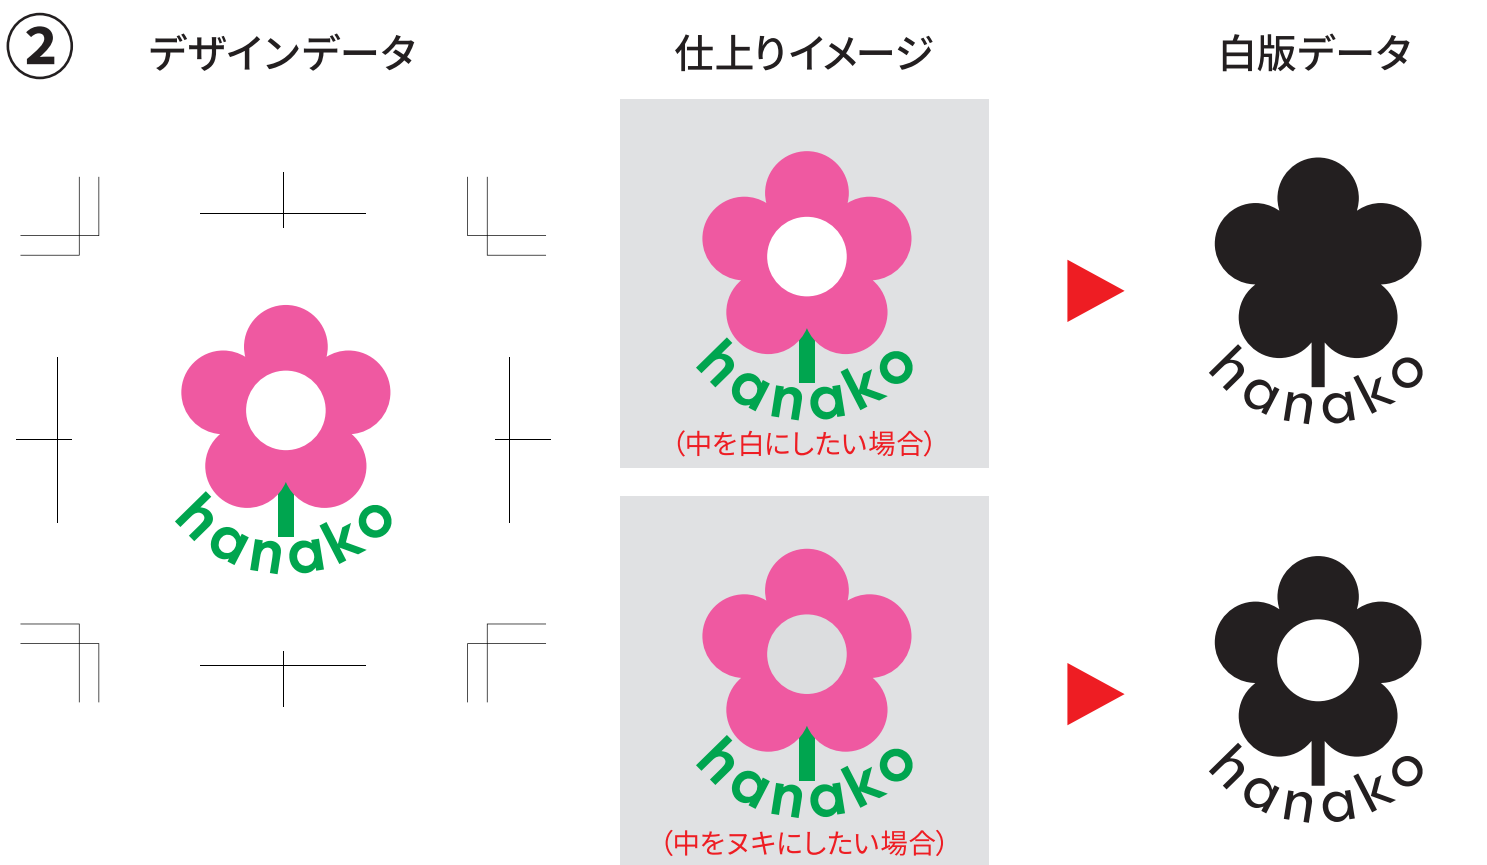 ② デザインデータ 仕上りイメージ 白版データ
hanako
hanako
(中を白にしたい場合)
hanako
hanako
(中をヌキにしたい場合)
hanako